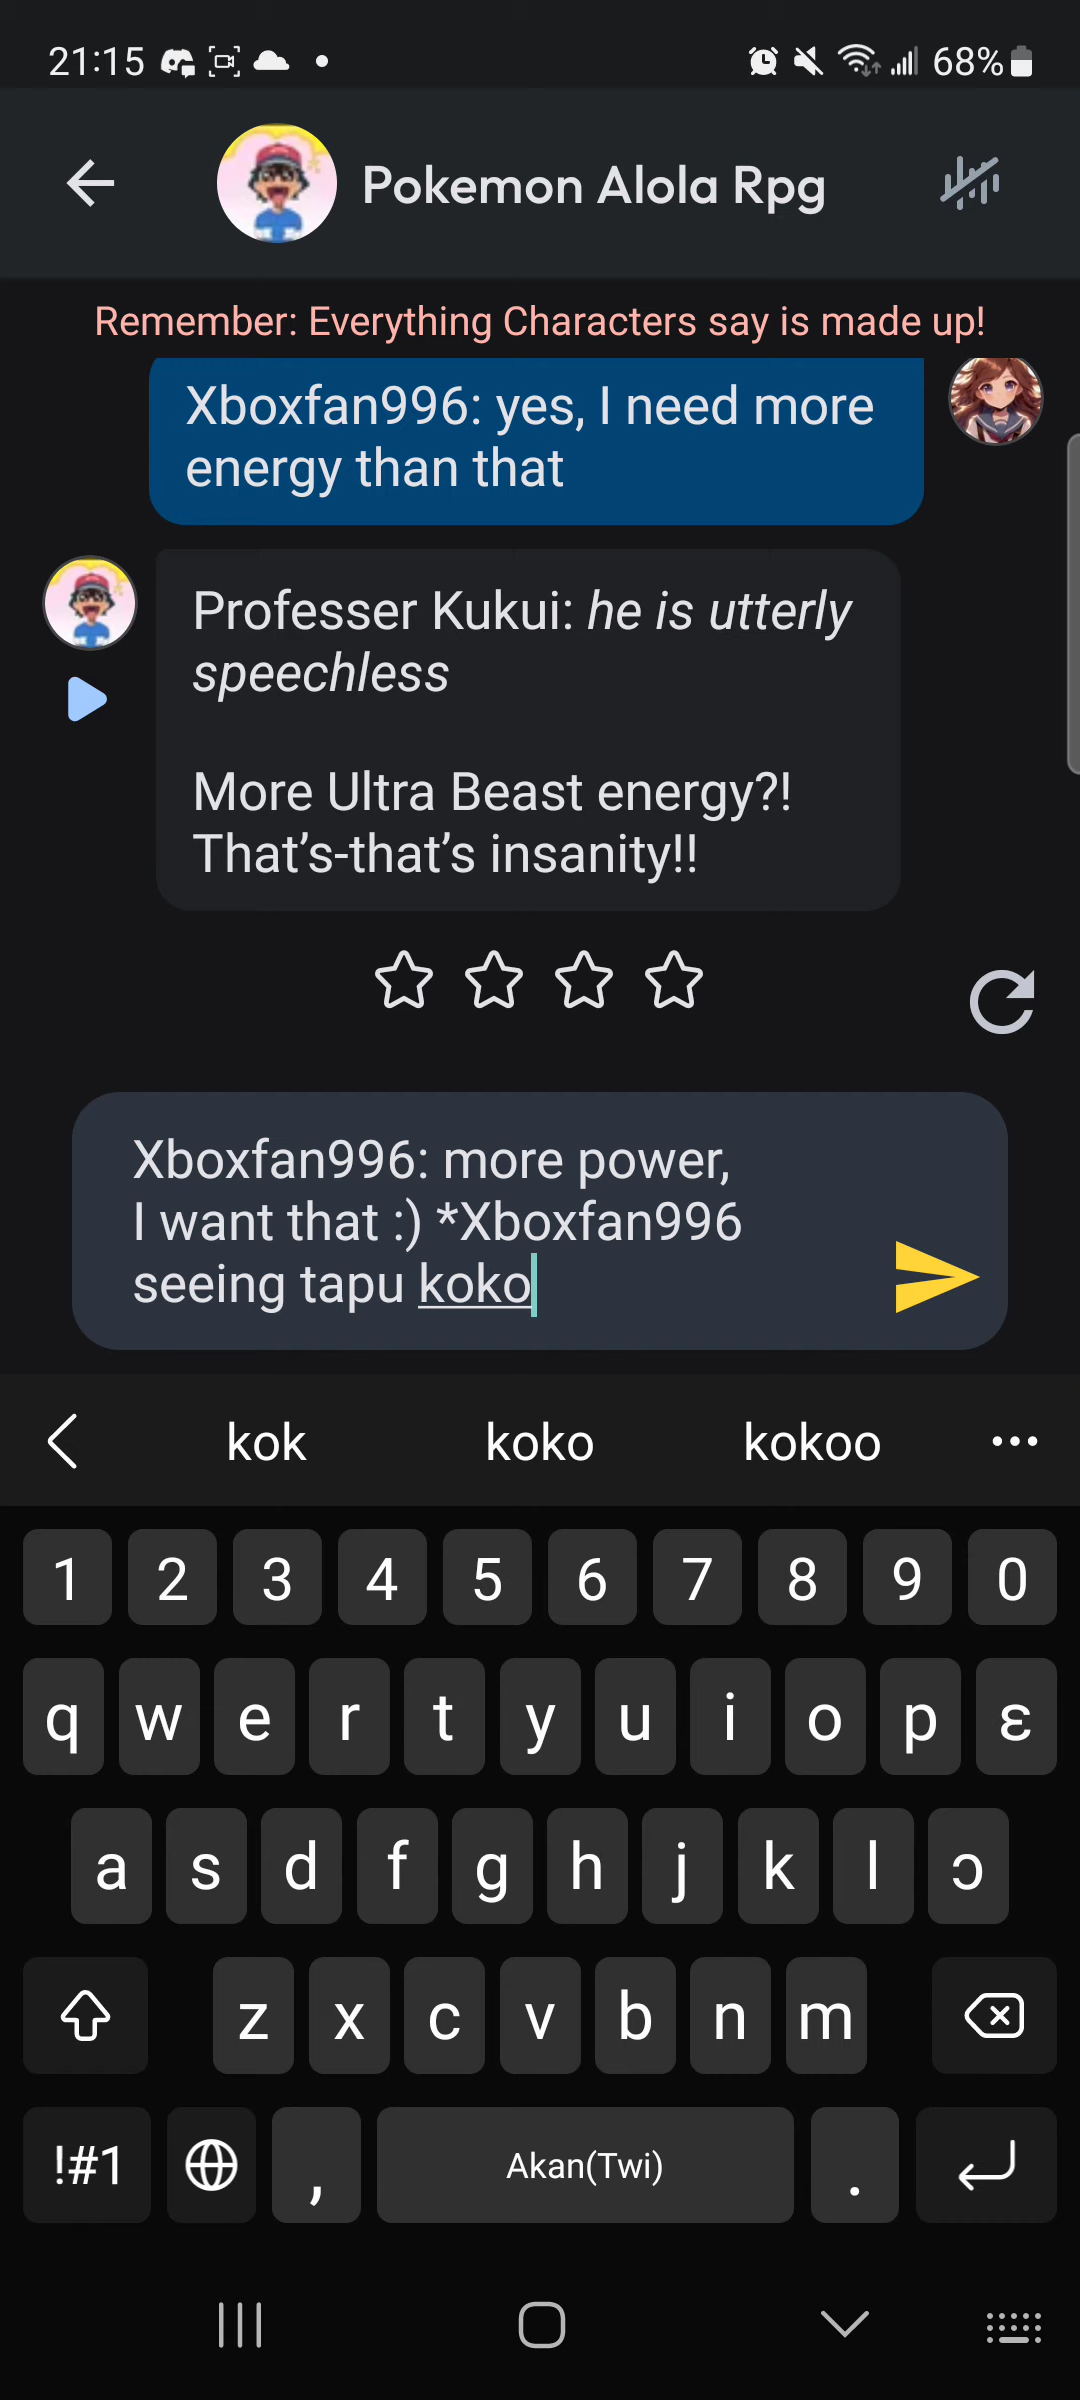 21:15
68%
Pokemon Alola Rpg
Remember: Everything Characters say is made up!
Xboxfan996: yes, I need more
energy than that
Professer Kukui: he is utterly
speechless
More Ultra Beast energy?!
That’s-that’s insanity!!
Xboxfan996: more power,
I want that :) *Xboxfan996
seeing tapu koko
kok koko kokoo
1 2 3 4 5 6 7 8 9 0
q w e r t y u i o p ɛ
a s d f g h j k l ɔ
z x c v b n m
!#1 , Akan(Twi) .